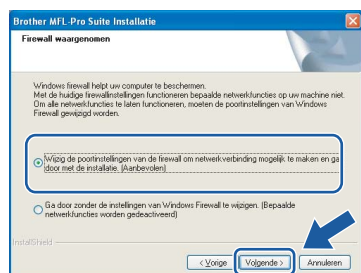 Brother MFL-Pro Suite Installatie
Firewall waargenomen
Windows firewall helpt uw computer te beschermen.
Met de huidige firewallinstellingen functioneren bepaalde netwerkfuncties op uw machine niet.
Om alle netwerkfuncties te laten functioneren, moeten de poortinstellingen van Windows
Firewall gewijzigd worden.
Wijzig de poortinstellingen van de firewall om netwerkverbinding mogelijk te maken en ga
door met de installatie. (Aanbevolen)
Ga door zonder de instellingen van Windows Firewall te wijzigen. (Bepaalde
netwerkfuncties worden gedeactiveerd)
InstallShield
< Vorige
Volgende >
Annuleren